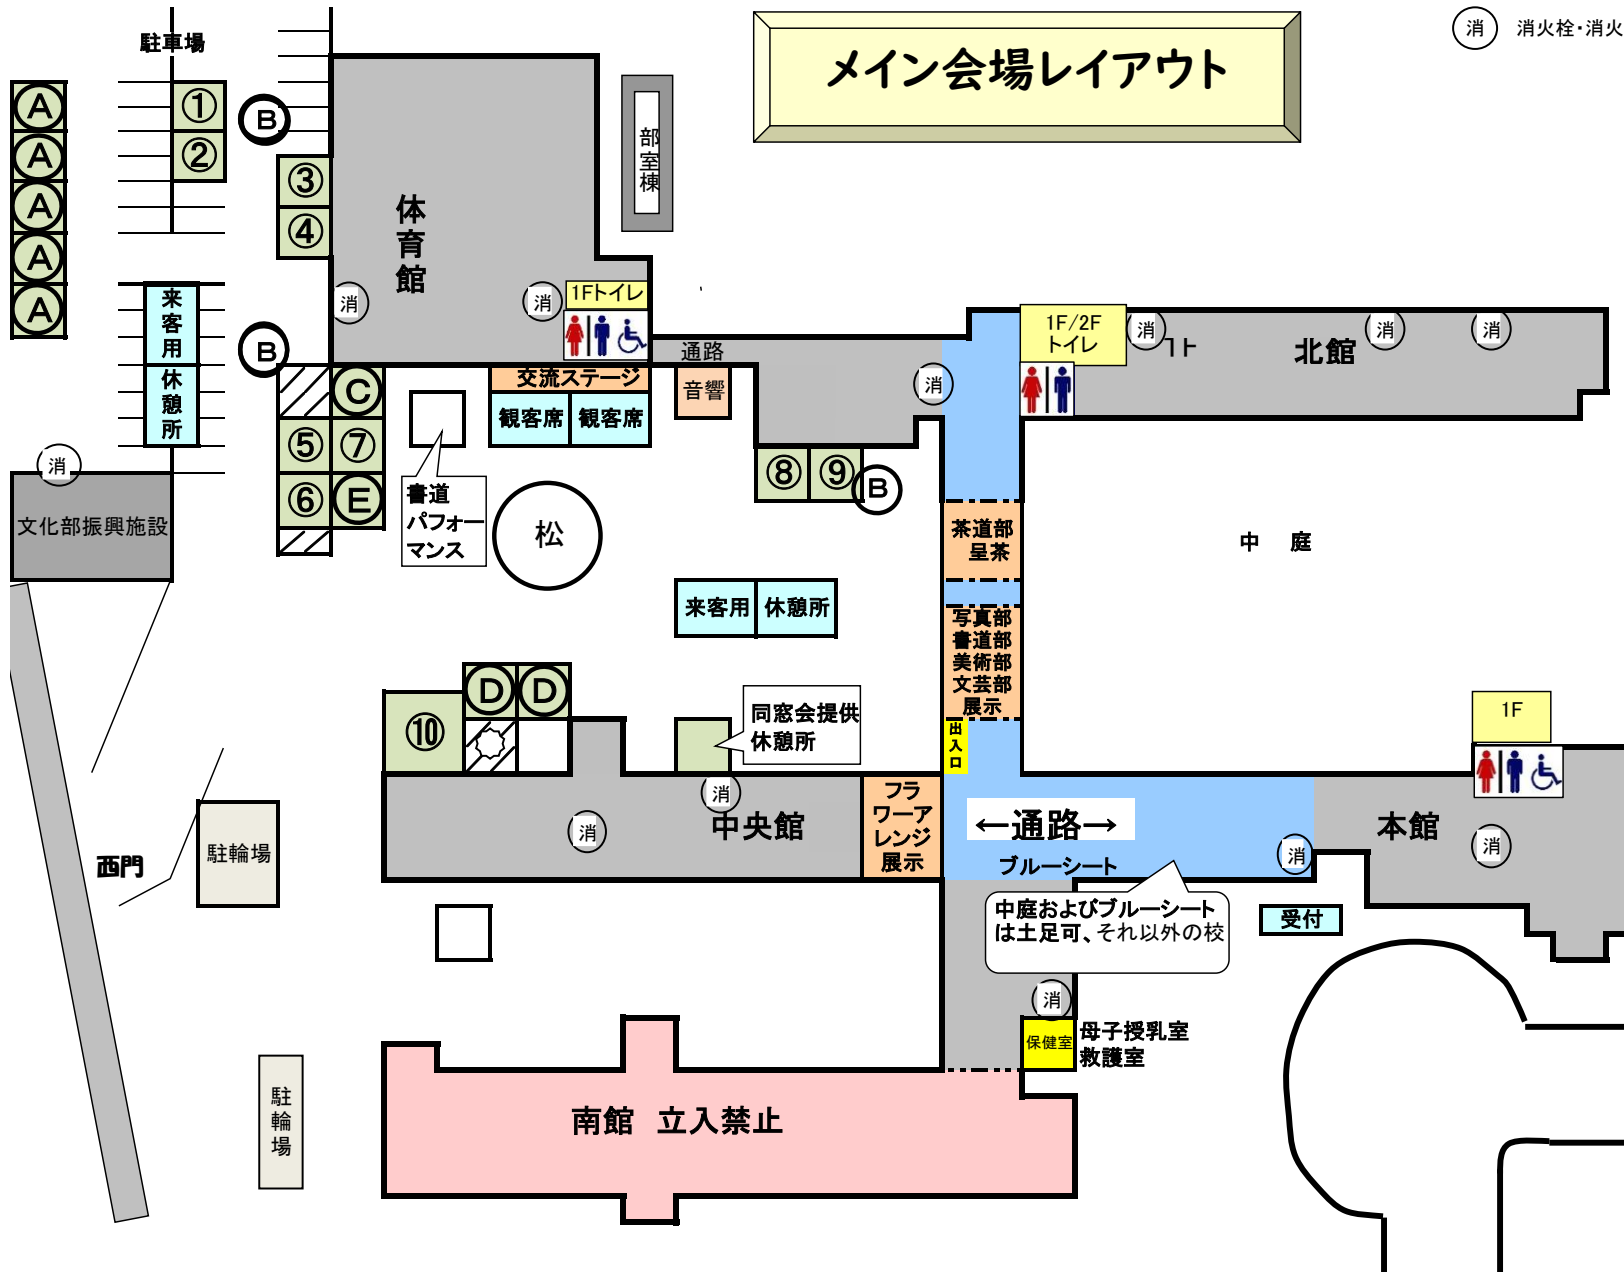 メイン会場レイアウト
消 消火栓・消火
駐車場
A
A
A
A
A
①
②
B
③
④
体育館
部室棟
消
消
1Fトイレ
来客用
休憩所
B
通路
交流ステージ
観客席 観客席
音響
消
1F/2F
トイレ
消
北館
消
消
C
⑤ ⑦
⑥ E
書道
パフォー
マンス
松
⑧ ⑨
B
消
文化部振興施設
茶道部
呈茶
中 庭
来客用 休憩所
写真部
書道部
美術部
文芸部
展示
出入口
D D
⑩
同窓会提供
休憩所
1F
消
中央館
消
フラ
ワーア
レンジ
展示
←通路→
ブルーシート
消
本館
消
西門
駐輪場
中庭およびブルーシート
は土足可、それ以外の校
受付
消
保健室
母子授乳室
救護室
駐輪場
南館 立入禁止